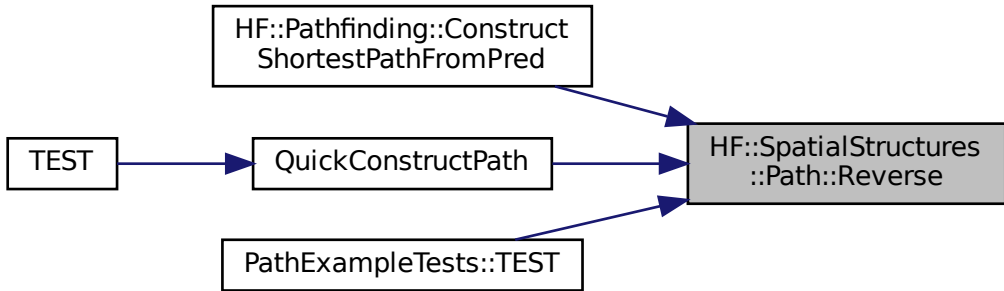 HF::Pathfinding::Construct
ShortestPathFromPred
TEST
QuickConstructPath
HF::SpatialStructures
::Path::Reverse
PathExampleTests::TEST